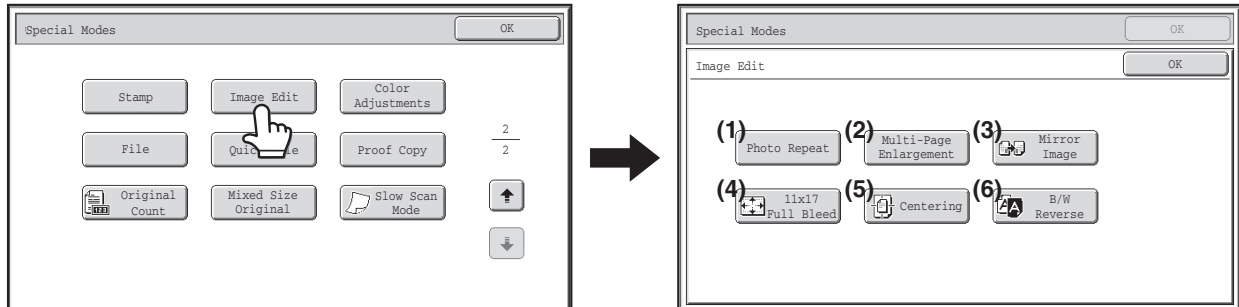 Special Modes
OK
Stamp
Image Edit
Color
Adjustments
File
Proof Copy
2
2
Original
Count
Mixed Size
Original
Slow Scan
Mode
Special Modes
OK
Image Edit
OK
(1)
Photo Repeat
(2)
Multi-Page
Enlargement
(3)
Mirror
Image
(4)
11x17
Full Bleed
(5)
Centering
(6)
B/W
Reverse